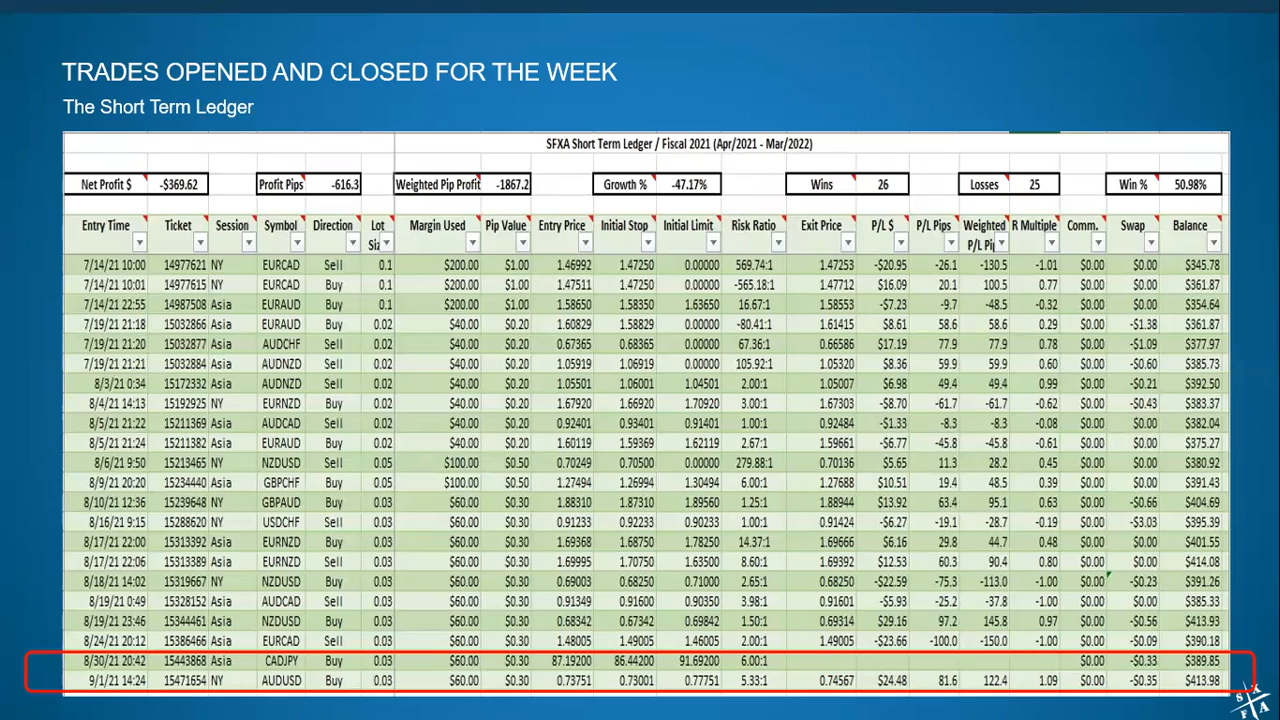 TRADES OPENED AND CLOSED FOR THE WEEK
The Short Term Ledger
SFXA Short Term Ledger / Fiscal 2021 (Apr/2021 - Mar/2022)
Net Profit $ -$369.62 Profit Pips -616.3 Weighted Pip Profit -1867.2 Growth % -47.17% Wins 26 Losses 25 Win % 50.98%
Entry Time Ticket Session Symbol Direction Lot Margin Used Pip Value Entry Price Initial Stop Initial Limit Risk Ratio Exit Price P/L $ P/L Pips Weighted R Multiple Comm. Swap Balance
7/14/21 10:00 14977621 NY EURCAD Sell 0.1 $200.00 $1.00 1.46992 1.47250 0.00000 569.74:1 1.47253 -$20.95 -26.1 -130.5 -1.01 $0.00 $0.00 $345.78
7/14/21 10:01 14977615 NY EURCAD Buy 0.1 $200.00 $1.00 1.47511 1.47250 0.00000 -565.18:1 1.47712 $16.09 20.1 100.5 0.77 $0.00 $0.00 $361.87
7/14/21 22:55 14987508 Asia EURAUD Buy 0.1 $200.00 $1.00 1.58650 1.58350 1.63650 16.67:1 1.58553 -$7.23 -9.7 -48.5 -0.32 $0.00 $0.00 $354.64
7/19/21 21:18 15032866 Asia EURAUD Buy 0.02 $40.00 $0.20 1.60829 1.58829 0.00000 -80.41:1 1.61415 $8.61 58.6 58.6 0.29 $0.00 -$1.38 $361.87
7/19/21 21:20 15032877 Asia AUDCHF Sell 0.02 $40.00 $0.20 0.67365 0.68365 0.00000 67.36:1 0.66586 $17.19 77.9 77.9 0.78 $0.00 -$1.09 $377.97
7/19/21 21:21 15032884 Asia AUDNZD Sell 0.02 $40.00 $0.20 1.05919 1.06919 0.00000 105.92:1 1.05320 $8.36 59.9 59.9 0.60 $0.00 -$0.60 $385.73
8/3/21 0:34 15172332 Asia AUDNZD Sell 0.02 $40.00 $0.20 1.05501 1.06001 1.04501 2.00:1 1.05007 $6.98 49.4 49.4 0.99 $0.00 -$0.21 $392.50
8/4/21 14:13 15192925 NY EURNZD Buy 0.02 $40.00 $0.20 1.67920 1.66920 1.70920 3.00:1 1.67303 -$8.70 -61.7 -61.7 -0.62 $0.00 -$0.43 $383.37
8/5/21 21:22 15211369 Asia AUDCAD Sell 0.02 $40.00 $0.20 0.92401 0.93401 0.91401 1.00:1 0.92484 -$1.33 -8.3 -8.3 -0.08 $0.00 $0.00 $382.04
8/5/21 21:24 15211382 Asia EURAUD Buy 0.02 $40.00 $0.20 1.60119 1.59369 1.62119 2.67:1 1.59661 -$6.77 -45.8 -45.8 -0.61 $0.00 $0.00 $375.27
8/6/21 9:50 15213465 NY NZDUSD Sell 0.05 $100.00 $0.50 0.70249 0.70500 0.00000 279.88:1 0.70136 $5.65 11.3 28.2 0.45 $0.00 $0.00 $380.92
8/9/21 20:20 15234440 Asia GBPCHF Buy 0.05 $100.00 $0.50 1.27494 1.26994 1.30494 6.00:1 1.27688 $10.51 19.4 48.5 0.39 $0.00 $0.00 $391.43
8/10/21 12:36 15239648 NY GBPAUD Buy 0.03 $60.00 $0.30 1.88310 1.87310 1.89560 1.25:1 1.88944 $13.92 63.4 95.1 0.63 $0.00 -$0.66 $404.69
8/16/21 9:15 15288620 NY USDCHF Sell 0.03 $60.00 $0.30 0.91233 0.92233 0.90233 1.00:1 0.91424 -$6.27 -19.1 -28.7 -0.19 $0.00 -$3.03 $395.39
8/17/21 22:00 15313392 Asia EURNZD Buy 0.03 $60.00 $0.30 1.69368 1.68750 1.78250 14.37:1 1.69666 $6.16 29.8 44.7 0.48 $0.00 $0.00 $401.55
8/17/21 22:06 15313389 Asia EURNZD Sell 0.03 $60.00 $0.30 1.69995 1.70750 1.63500 8.60:1 1.69392 $12.53 60.3 90.4 0.80 $0.00 $0.00 $414.08
8/18/21 14:02 15319667 NY NZDUSD Buy 0.03 $60.00 $0.30 0.69003 0.68250 0.71000 2.65:1 0.68250 -$22.59 -75.3 -113.0 -1.00 $0.00 -$0.23 $391.26
8/19/21 0:49 15328152 Asia AUDCAD Sell 0.03 $60.00 $0.30 0.91349 0.91600 0.90350 3.98:1 0.91601 -$5.93 -25.2 -37.8 -1.00 $0.00 $0.00 $385.33
8/19/21 23:46 15344461 Asia NZDUSD Buy 0.03 $60.00 $0.30 0.68342 0.67342 0.69842 1.50:1 0.69314 $29.16 97.2 145.8 0.97 $0.00 -$0.56 $413.93
8/24/21 20:12 15386466 Asia EURCAD Sell 0.03 $60.00 $0.30 1.48005 1.49005 1.46005 2.00:1 1.49005 -$23.66 -100.0 -150.0 -1.00 $0.00 -$0.09 $390.18
8/30/21 20:42 15443868 Asia CADJPY Buy 0.03 $60.00 $0.30 87.19200 86.44200 91.69200 6.00:1 $0.00 -$0.33 $389.85
9/1/21 14:24 15471654 NY AUDUSD Buy 0.03 $60.00 $0.30 0.73751 0.73001 0.77751 5.33:1 0.74567 $24.48 81.6 122.4 1.09 $0.00 -$0.35 $413.98
S X
F A